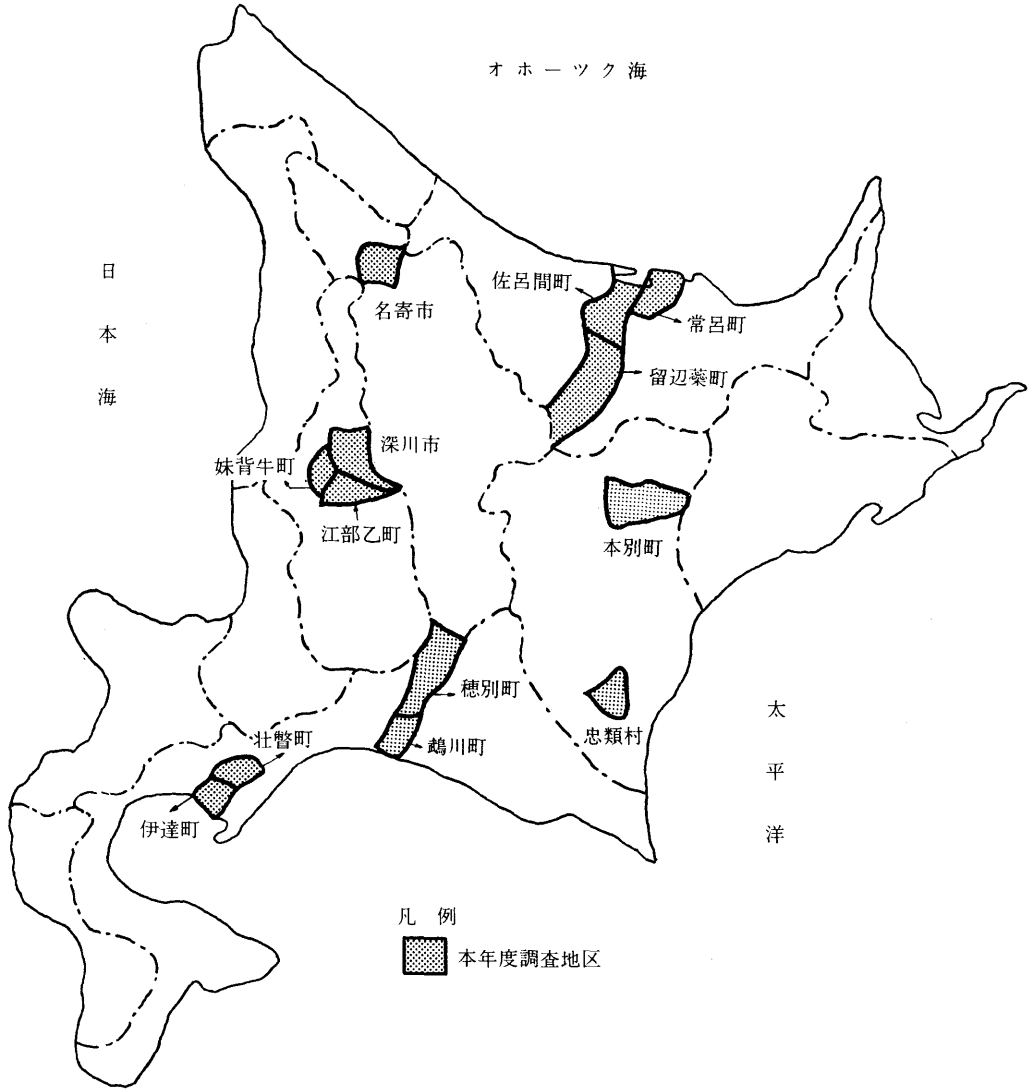 オホーツク海
日本海
佐呂間町
名寄市
常呂町
留辺蘂町
深川市
妹背牛町
江部乙町
本別町
穂別町
忠類村
太平洋
壮瞥町
鵡川町
伊達町
凡例
本年度調査地区